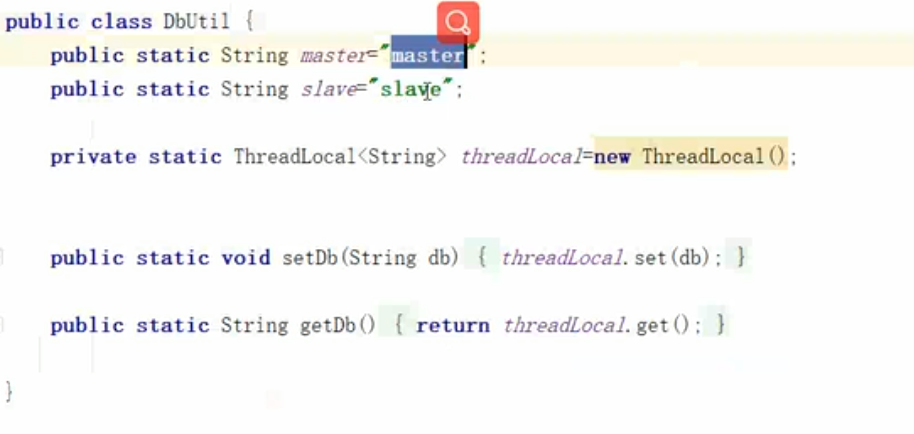 public class DbUtil {
public static String master="master";
public static String slave="slave";
private static ThreadLocal<String> threadLocal=new ThreadLocal();
public static void setDb(String db) { threadLocal.set(db); }
public static String getDb() { return threadLocal.get(); }
}